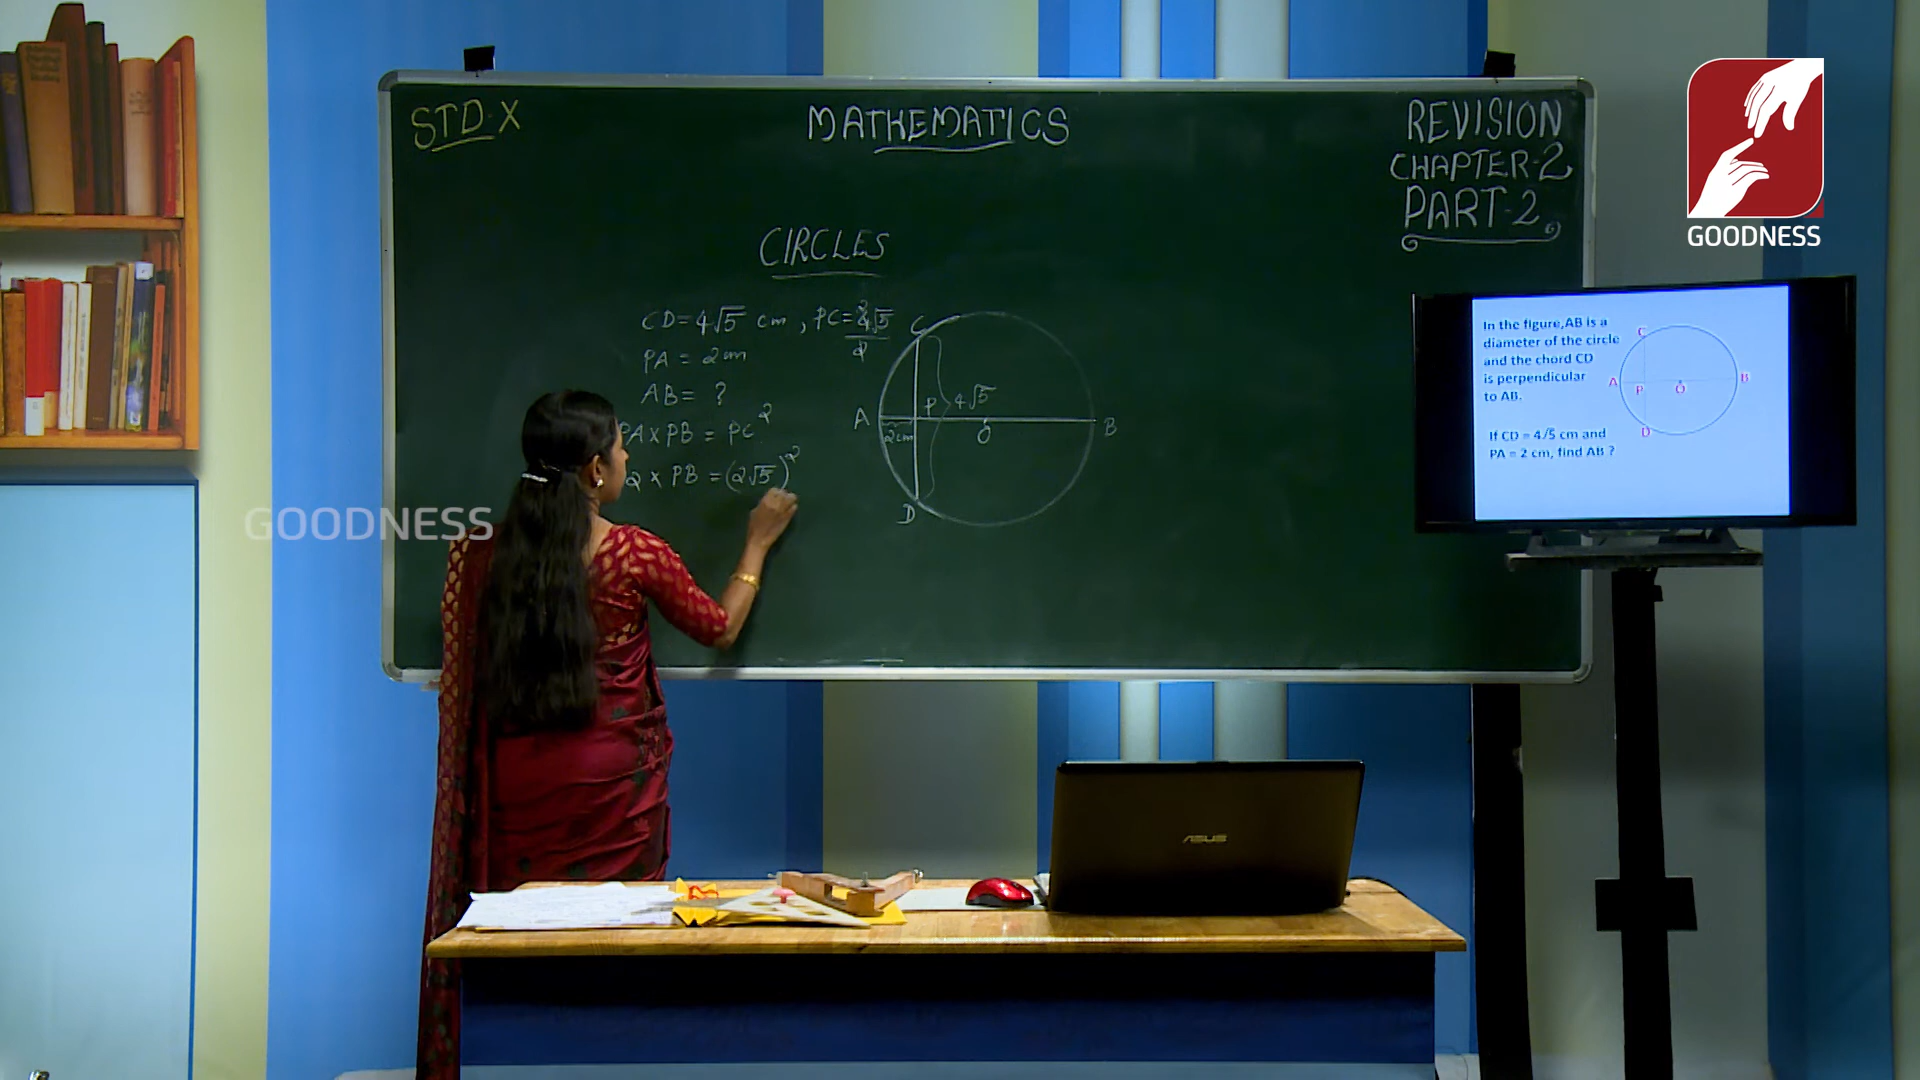 STD X
MATHEMATICS
REVISION
CHAPTER-2
PART-2
CIRCLES
CD=4√5 cm, PC=4√5
2
2
PA = 2cm
AB= ?
PA×PB = PC²
2 × PB = (2√5)²
C
A
P
4√5
2cm
O
B
D
In the figure,AB is a
diameter of the circle
and the chord CD
is perpendicular
to AB.
If CD = 4√5 cm and
PA = 2 cm, find AB ?
C
A
P
O
B
D
GOODNESS
GOODNESS
ASUS